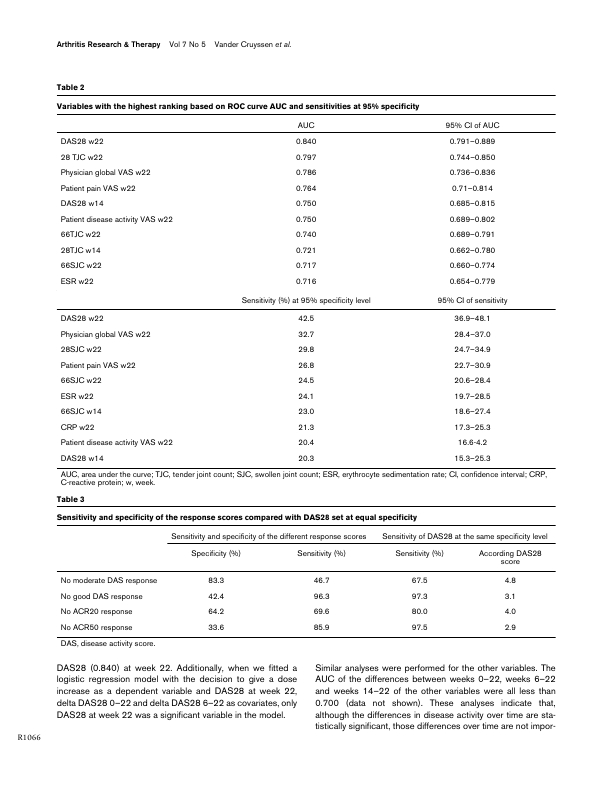 Arthritis Research & Therapy Vol 7 No 5 Vander Cruyssen et al.
Table 2
Variables with the highest ranking based on ROC curve AUC and sensitivities at 95% specificity
AUC 95% CI of AUC
DAS28 w22 0.840 0.791–0.889
28 TJC w22 0.797 0.744–0.850
Physician global VAS w22 0.786 0.736–0.836
Patient pain VAS w22 0.764 0.71–0.814
DAS28 w14 0.750 0.685–0.815
Patient disease activity VAS w22 0.750 0.689–0.802
66TJC w22 0.740 0.689–0.791
28TJC w14 0.721 0.662–0.780
66SJC w22 0.717 0.660–0.774
ESR w22 0.716 0.654–0.779
Sensitivity (%) at 95% specificity level 95% CI of sensitivity
DAS28 w22 42.5 36.9–48.1
Physician global VAS w22 32.7 28.4–37.0
28SJC w22 29.8 24.7–34.9
Patient pain VAS w22 26.8 22.7–30.9
66SJC w22 24.5 20.6–28.4
ESR w22 24.1 19.7–28.5
66SJC w14 23.0 18.6–27.4
CRP w22 21.3 17.3–25.3
Patient disease activity VAS w22 20.4 16.6-4.2
DAS28 w14 20.3 15.3–25.3
AUC, area under the curve; TJC, tender joint count; SJC, swollen joint count; ESR, erythrocyte sedimentation rate; CI, confidence interval; CRP,
C-reactive protein; w, week.
Table 3
Sensitivity and specificity of the response scores compared with DAS28 set at equal specificity
Sensitivity and specificity of the different response scores Sensitivity of DAS28 at the same specificity level
Specificity (%) Sensitivity (%) Sensitivity (%) According DAS28
score
No moderate DAS response 83.3 46.7 67.5 4.8
No good DAS response 42.4 96.3 97.3 3.1
No ACR20 response 64.2 69.6 80.0 4.0
No ACR50 response 33.6 85.9 97.5 2.9
DAS, disease activity score.
DAS28 (0.840) at week 22. Additionally, when we fitted a
logistic regression model with the decision to give a dose
increase as a dependent variable and DAS28 at week 22,
delta DAS28 0–22 and delta DAS28 6–22 as covariates, only
DAS28 at week 22 was a significant variable in the model.
Similar analyses were performed for the other variables. The
AUC of the differences between weeks 0–22, weeks 6–22
and weeks 14–22 of the other variables were all less than
0.700 (data not shown). These analyses indicate that,
although the differences in disease activity over time are sta-
tistically significant, those differences over time are not impor-
R1066